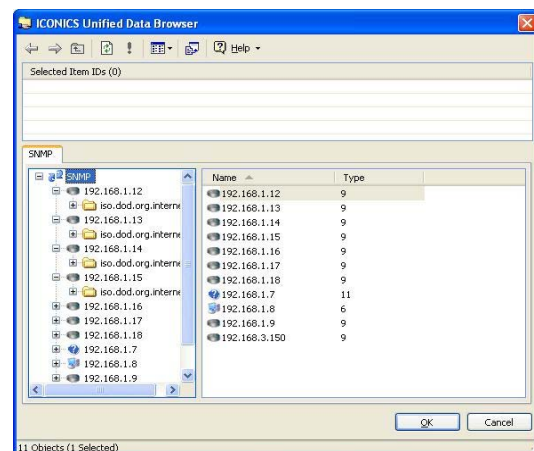 ICONICS Unified Data Browser
Help
Selected Item IDs (0)
SNMP
SNMP
192.168.1.12
iso.dod.org.interne
192.168.1.13
iso.dod.org.interne
192.168.1.14
iso.dod.org.interne
192.168.1.15
iso.dod.org.interne
192.168.1.16
192.168.1.17
192.168.1.18
192.168.1.7
192.168.1.8
192.168.1.9
Name Type
192.168.1.12 9
192.168.1.13 9
192.168.1.14 9
192.168.1.15 9
192.168.1.16 9
192.168.1.17 9
192.168.1.18 9
192.168.1.7 11
192.168.1.8 6
192.168.1.9 9
192.168.3.150 9
OK Cancel
11 Objects (1 Selected)